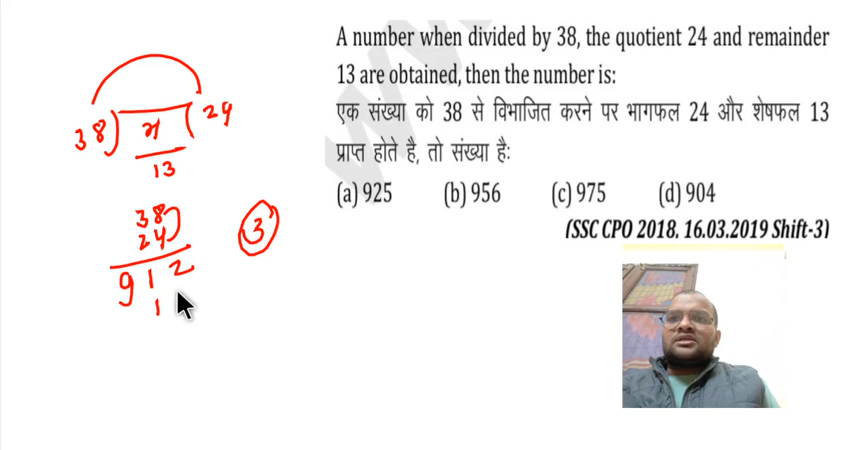 A number when divided by 38, the quotient 24 and remainder
13 are obtained, then the number is:
एक संख्या को 38 से विभाजित करने पर भागफल 24 और शेषफल 13
प्राप्त होते है, तो संख्या है:
(a) 925 (b) 956 (c) 975 (d) 904
(SSC CPO 2018, 16.03.2019 Shift-3)
38) x (24
13
38
24
912
1
3